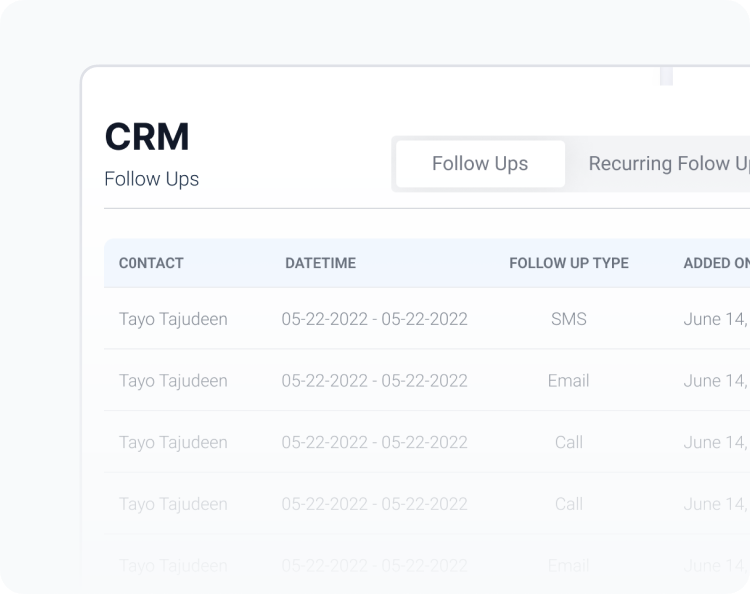 CRM
Follow Ups
Follow Ups Recurring Folow
C0NTACT DATETIME FOLLOW UP TYPE ADDED
Tayo Tajudeen 05-22-2022 - 05-22-2022 SMS June 14,
Tayo Tajudeen 05-22-2022 - 05-22-2022 Email June 14,
Tayo Tajudeen 05-22-2022 - 05-22-2022 Call June 14,
Tayo Tajudeen 05-22-2022 - 05-22-2022 Call June 14,
Tayo Tajudeen 05-22-2022 - 05-22-2022 Email June 14,